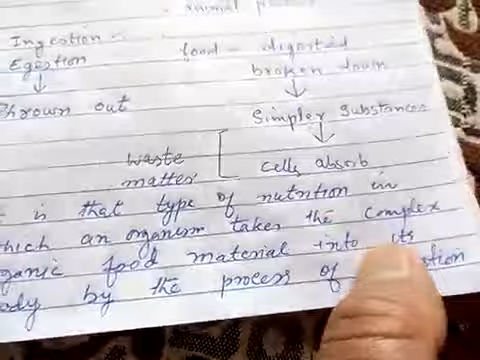 Ingestion -
food - digested
Egestion
broken down
Thrown out
Simpler Substances
waste
cells absorb
matter
is that type of nutrition in
which an organism takes the complex
organic food material into its
body by the process of